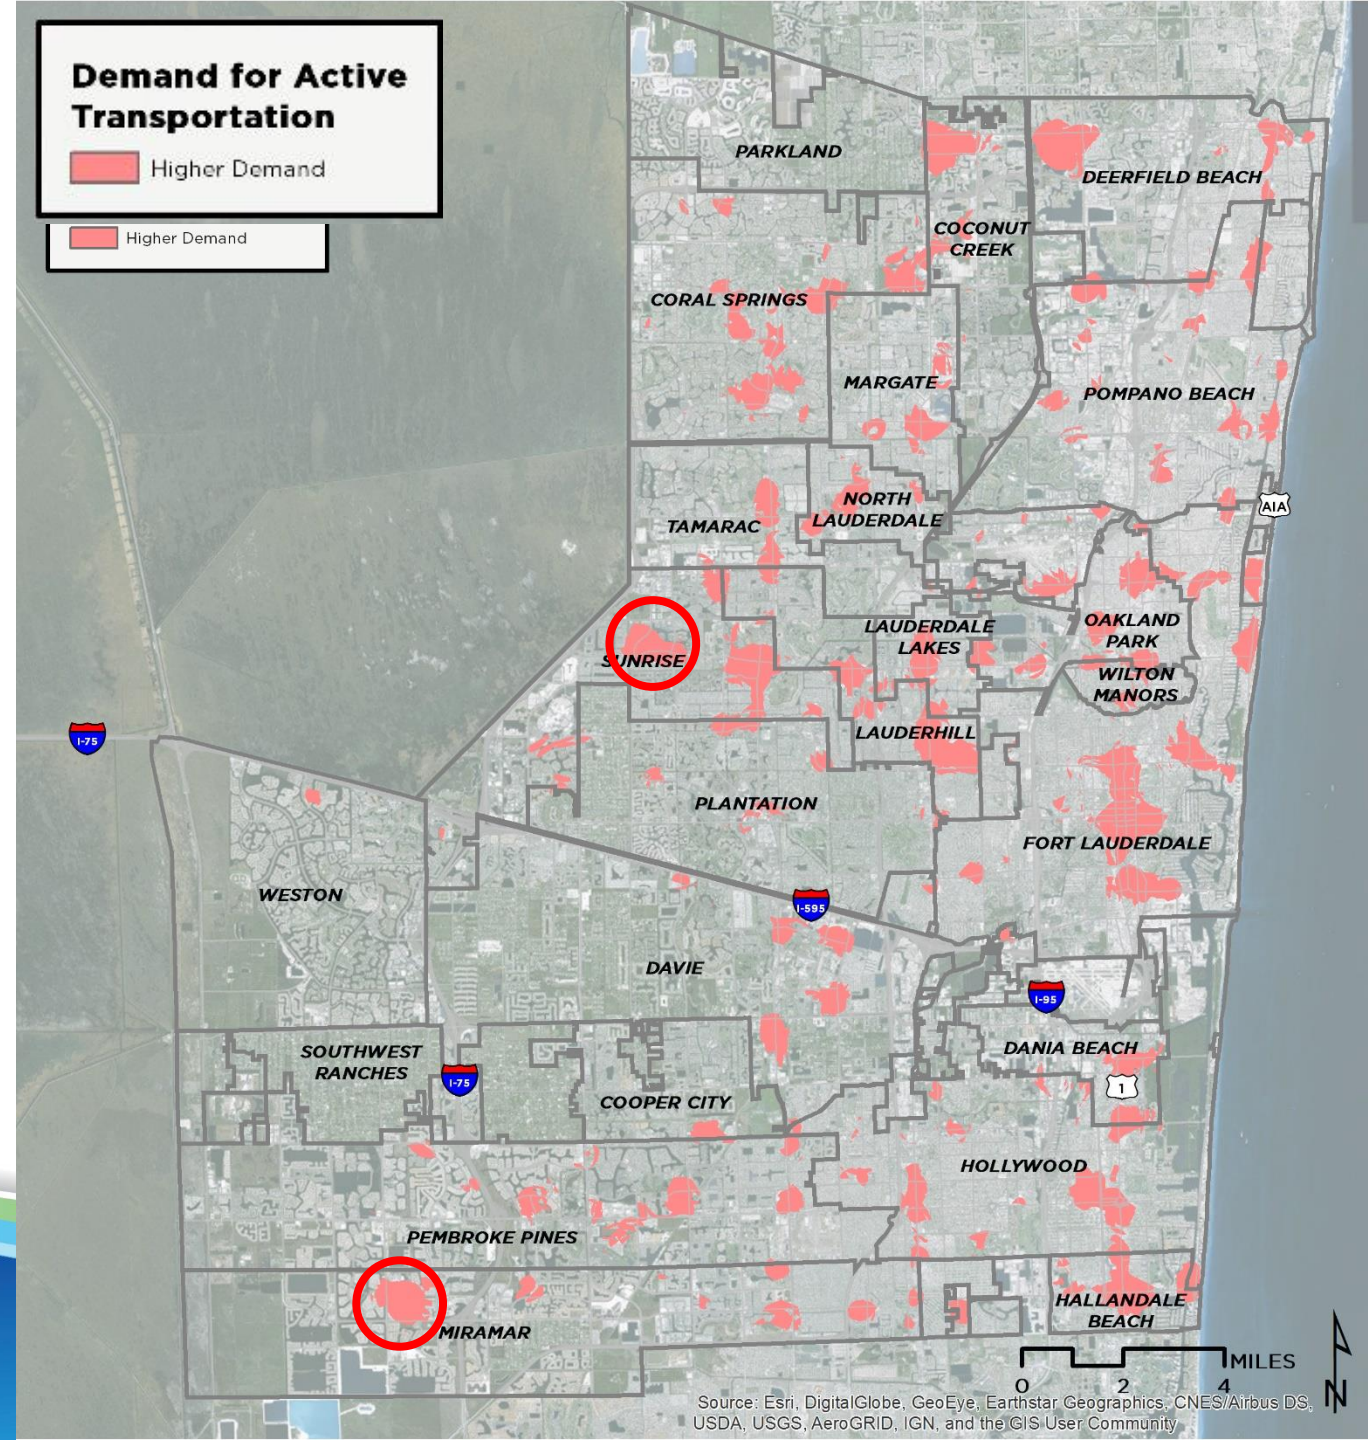 Demand for Active
Transportation
Higher Demand
Higher Demand
PARKLAND
DEERFIELD BEACH
COCONUT
CREEK
CORAL SPRINGS
MARGATE
POMPANO BEACH
NORTH
LAUDERDALE
A1A
TAMARAC
LAUDERDALE
LAKES
OAKLAND
PARK
SUNRISE
WILTON
MANORS
I-75
LAUDERHILL
PLANTATION
FORT LAUDERDALE
WESTON
I-595
DAVIE
I-95
SOUTHWEST
RANCHES
DANIA BEACH
I-75
1
COOPER CITY
HOLLYWOOD
PEMBROKE PINES
HALLANDALE
BEACH
MIRAMAR
MILES
0 2 4
N
Source: Esri, DigitalGlobe, GeoEye, Earthstar Geographics, CNES/Airbus DS,
USDA, USGS, AeroGRID, IGN, and the GIS User Community